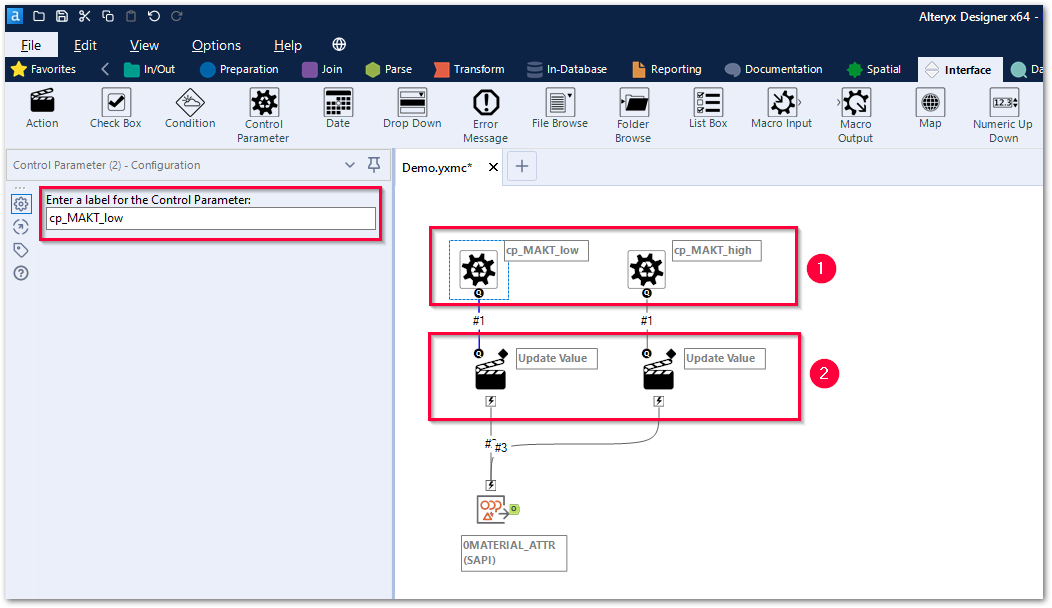 a
Alteryx Designer x64 -
File Edit View Options Help
Favorites In/Out Preparation Join Parse Transform In-Database Reporting Documentation Spatial Interface Da
Action Check Box Condition Control Parameter Date Drop Down Error Message File Browse Folder Browse List Box Macro Input Macro Output Map Numeric Up Down
12.3
Control Parameter (2) - Configuration
Demo.yxmc*
Enter a label for the Control Parameter:
cp_MAKT_low
cp_MAKT_low
cp_MAKT_high
1
#1
#1
Update Value
Update Value
2
#3
0MATERIAL_ATTR
(SAPI)